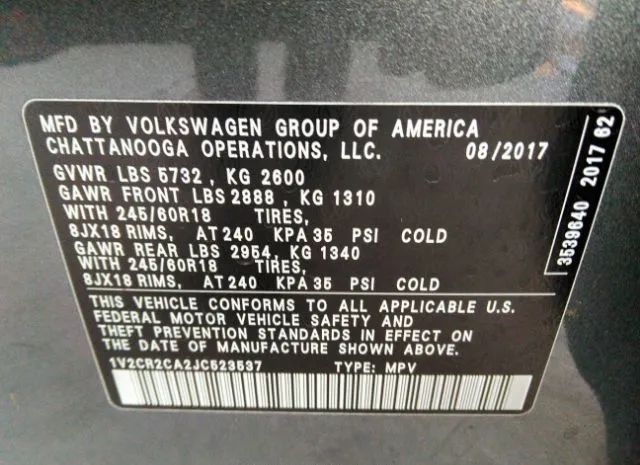 MFD BY VOLKSWAGEN GROUP OF AMERICA
CHATTANOOGA OPERATIONS, LLC. 08/2017
GVWR LBS 5732 , KG 2600
GAWR FRONT LBS 2888 , KG 1310
WITH 245/60R18 TIRES,
8JX18 RIMS, AT 240 KPA 35 PSI COLD
GAWR REAR LBS 2954, KG 1340
WITH 245/60R18 TIRES,
8JX18 RIMS, AT 240 KPA 35 PSI COLD
THIS VEHICLE CONFORMS TO ALL APPLICABLE U.S.
FEDERAL MOTOR VEHICLE SAFETY AND
THEFT PREVENTION STANDARDS IN EFFECT ON
THE DATE OF MANUFACTURE SHOWN ABOVE.
1V2CR2CA2JC523537 TYPE: MPV
3539640 2017 62